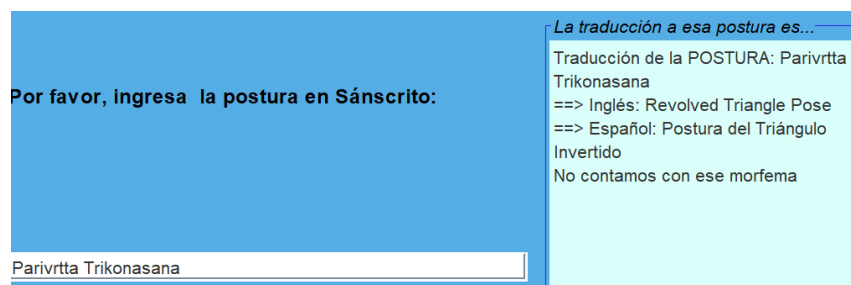 La traducción a esa postura es...
Por favor, ingresa  la postura en Sánscrito:
Parivrtta Trikonasana
Traducción de la POSTURA: Parivrtta
Trikonasana
==> Inglés: Revolved Triangle Pose
==> Español: Postura del Triángulo
Invertido
No contamos con ese morfema